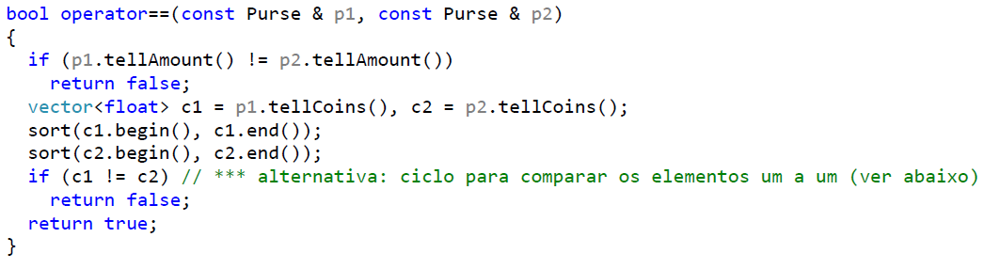 bool operator==(const Purse & p1, const Purse & p2)
{
if (p1.tellAmount() != p2.tellAmount())
return false;
vector<float> c1 = p1.tellCoins(), c2 = p2.tellCoins();
sort(c1.begin(), c1.end());
sort(c2.begin(), c2.end());
if (c1 != c2) // *** alternativa: ciclo para comparar os elementos um a um (ver abaixo)
return false;
return true;
}